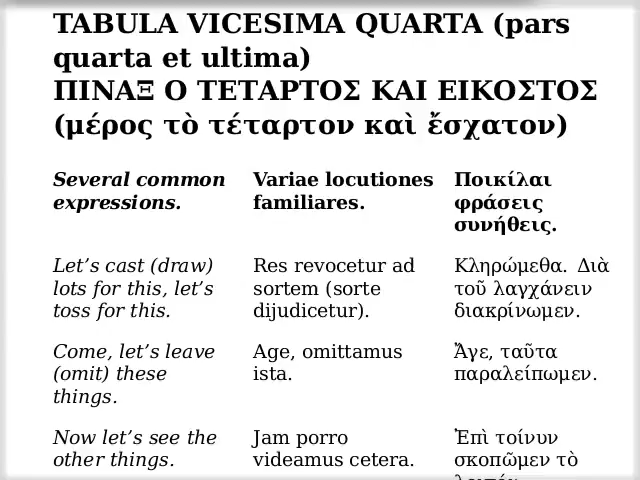 TABULA VICESIMA QUARTA (pars
quarta et ultima)
ΠΙΝΑΞ Ο ΤΕΤΑΡΤΟΣ ΚΑΙ ΕΙΚΟΣΤΟΣ
(μέρος τὸ τέταρτον καὶ ἔσχατον)
Several common
expressions.
Variae locutiones
familiares.
Ποικίλαι
φράσεις
συνήθεις.
Let’s cast (draw)
lots for this, let’s
toss for this.
Res revocetur ad
sortem (sorte
dijudicetur).
Κληρώμεθα. Διὰ
τοῦ λαγχάνειν
διακρίνωμεν.
Come, let’s leave
(omit) these
things.
Age, omittamus
ista.
Ἄγε, ταῦτα
παραλείπωμεν.
Now let’s see the
other things.
Jam porro
videamus cetera.
Ἐπὶ τοίνυν
σκοπῶμεν τὸ